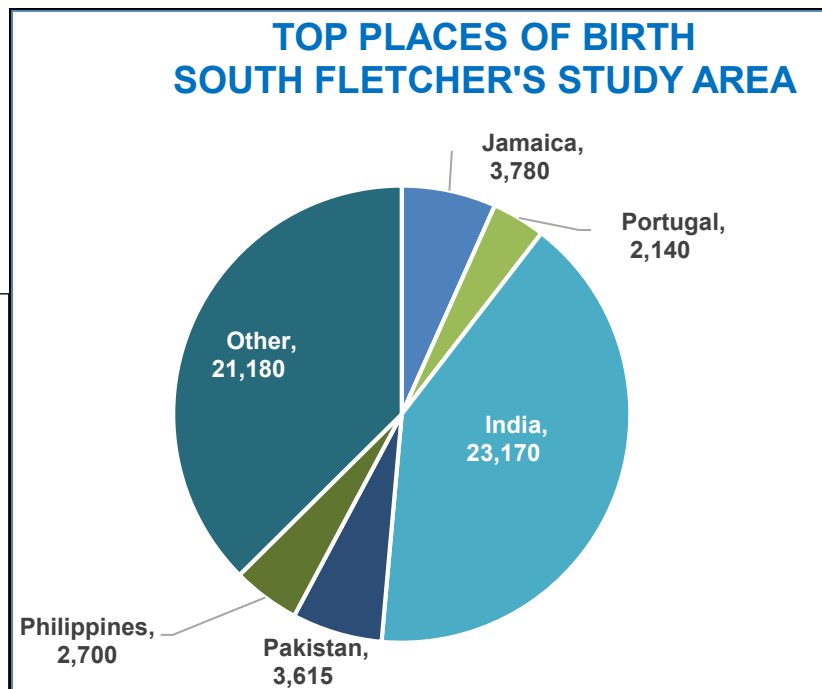 TOP PLACES OF BIRTH
SOUTH FLETCHER'S STUDY AREA
Jamaica,
3,780
Portugal,
2,140
Other,
21,180
India,
23,170
Philippines,
2,700
Pakistan,
3,615